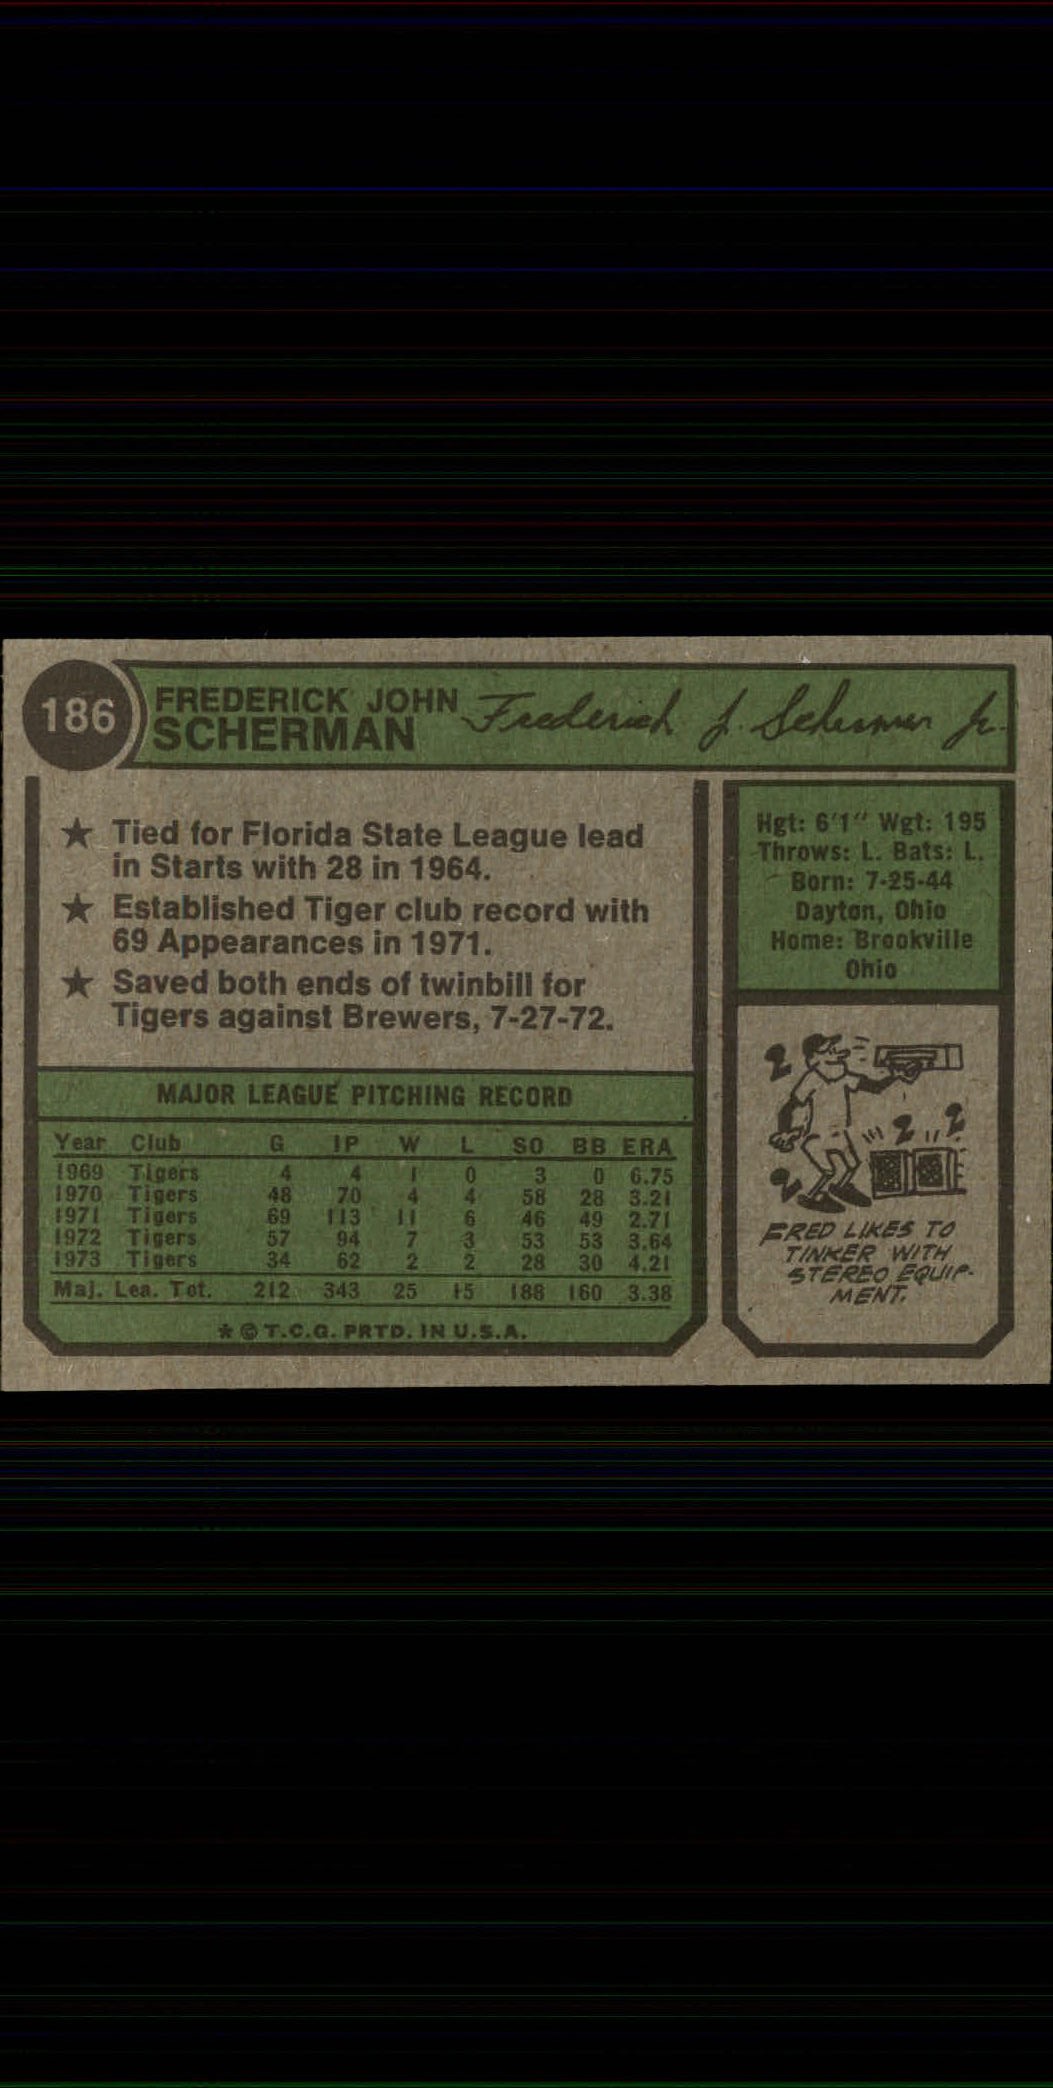 186
FREDERICK JOHN
SCHERMAN
Frederick J. Scherman Jr.
★ Tied for Florida State League lead
in Starts with 28 in 1964.
★ Established Tiger club record with
69 Appearances in 1971.
★ Saved both ends of twinbill for
Tigers against Brewers, 7-27-72.
Hgt: 6'1" Wgt: 195
Throws: L. Bats: L.
Born: 7-25-44
Dayton, Ohio
Home: Brookville
Ohio
MAJOR LEAGUE PITCHING RECORD
Year Club G IP W L SO BB ERA
1969 Tigers 4 4 1 0 3 0 6.75
1970 Tigers 48 70 4 4 58 28 3.21
1971 Tigers 69 113 11 6 46 49 2.71
1972 Tigers 57 94 7 3 53 53 3.64
1973 Tigers 34 62 2 2 28 30 4.21
Maj. Lea. Tot. 212 343 25 15 188 160 3.38
* © T.C.G. PRTD. IN U.S.A.
FRED LIKES TO
TINKER WITH
STEREO EQUIP-
MENT.